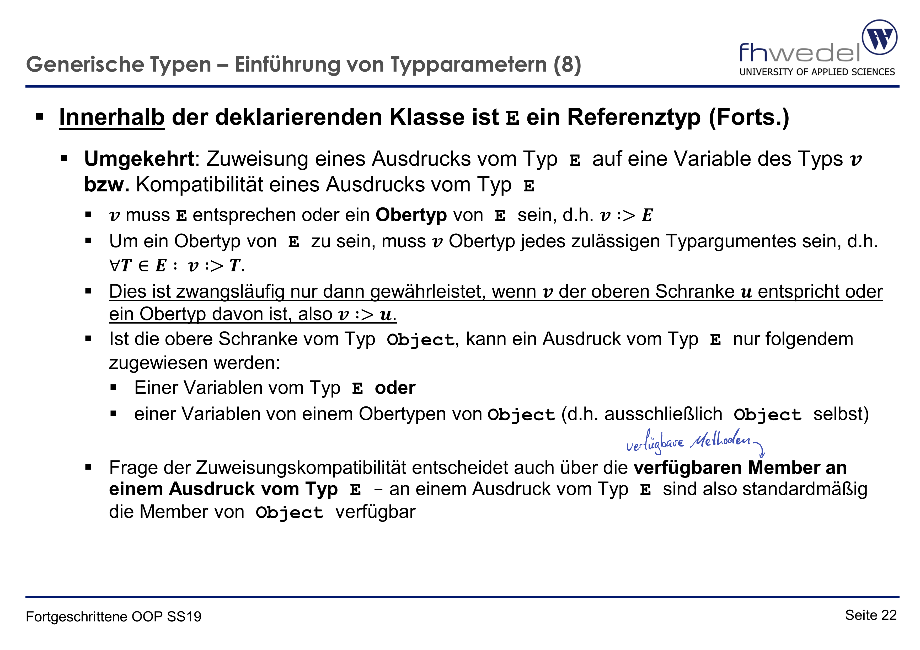 Generische Typen – Einführung von Typparametern (8)
fhwedel
W
UNIVERSITY OF APPLIED SCIENCES
▪ Innerhalb der deklarierenden Klasse ist E ein Referenztyp (Forts.)
▪ Umgekehrt: Zuweisung eines Ausdrucks vom Typ E auf eine Variable des Typs v
bzw. Kompatibilität eines Ausdrucks vom Typ E
▪ v muss E entsprechen oder ein Obertyp von E sein, d.h. v :> E
▪ Um ein Obertyp von E zu sein, muss v Obertyp jedes zulässigen Typargumentes sein, d.h.
∀T ∈ E : v :> T.
▪ Dies ist zwangsläufig nur dann gewährleistet, wenn v der oberen Schranke u entspricht oder
ein Obertyp davon ist, also v :> u.
▪ Ist die obere Schranke vom Typ Object, kann ein Ausdruck vom Typ E nur folgendem
zugewiesen werden:
▪ Einer Variablen vom Typ E oder
▪ einer Variablen von einem Obertypen von Object (d.h. ausschließlich Object selbst)
verfügbare Methoden
▪ Frage der Zuweisungskompatibilität entscheidet auch über die verfügbaren Member an
einem Ausdruck vom Typ E – an einem Ausdruck vom Typ E sind also standardmäßig
die Member von Object verfügbar
Fortgeschrittene OOP SS19
Seite 22